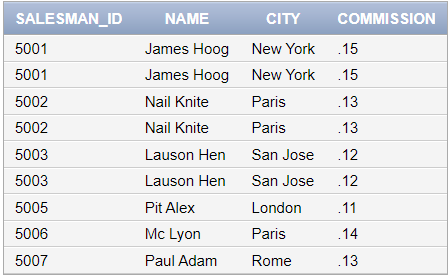 SALESMAN_ID NAME CITY COMMISSION
5001 James Hoog New York .15
5001 James Hoog New York .15
5002 Nail Knite Paris .13
5002 Nail Knite Paris .13
5003 Lauson Hen San Jose .12
5003 Lauson Hen San Jose .12
5005 Pit Alex London .11
5006 Mc Lyon Paris .14
5007 Paul Adam Rome .13